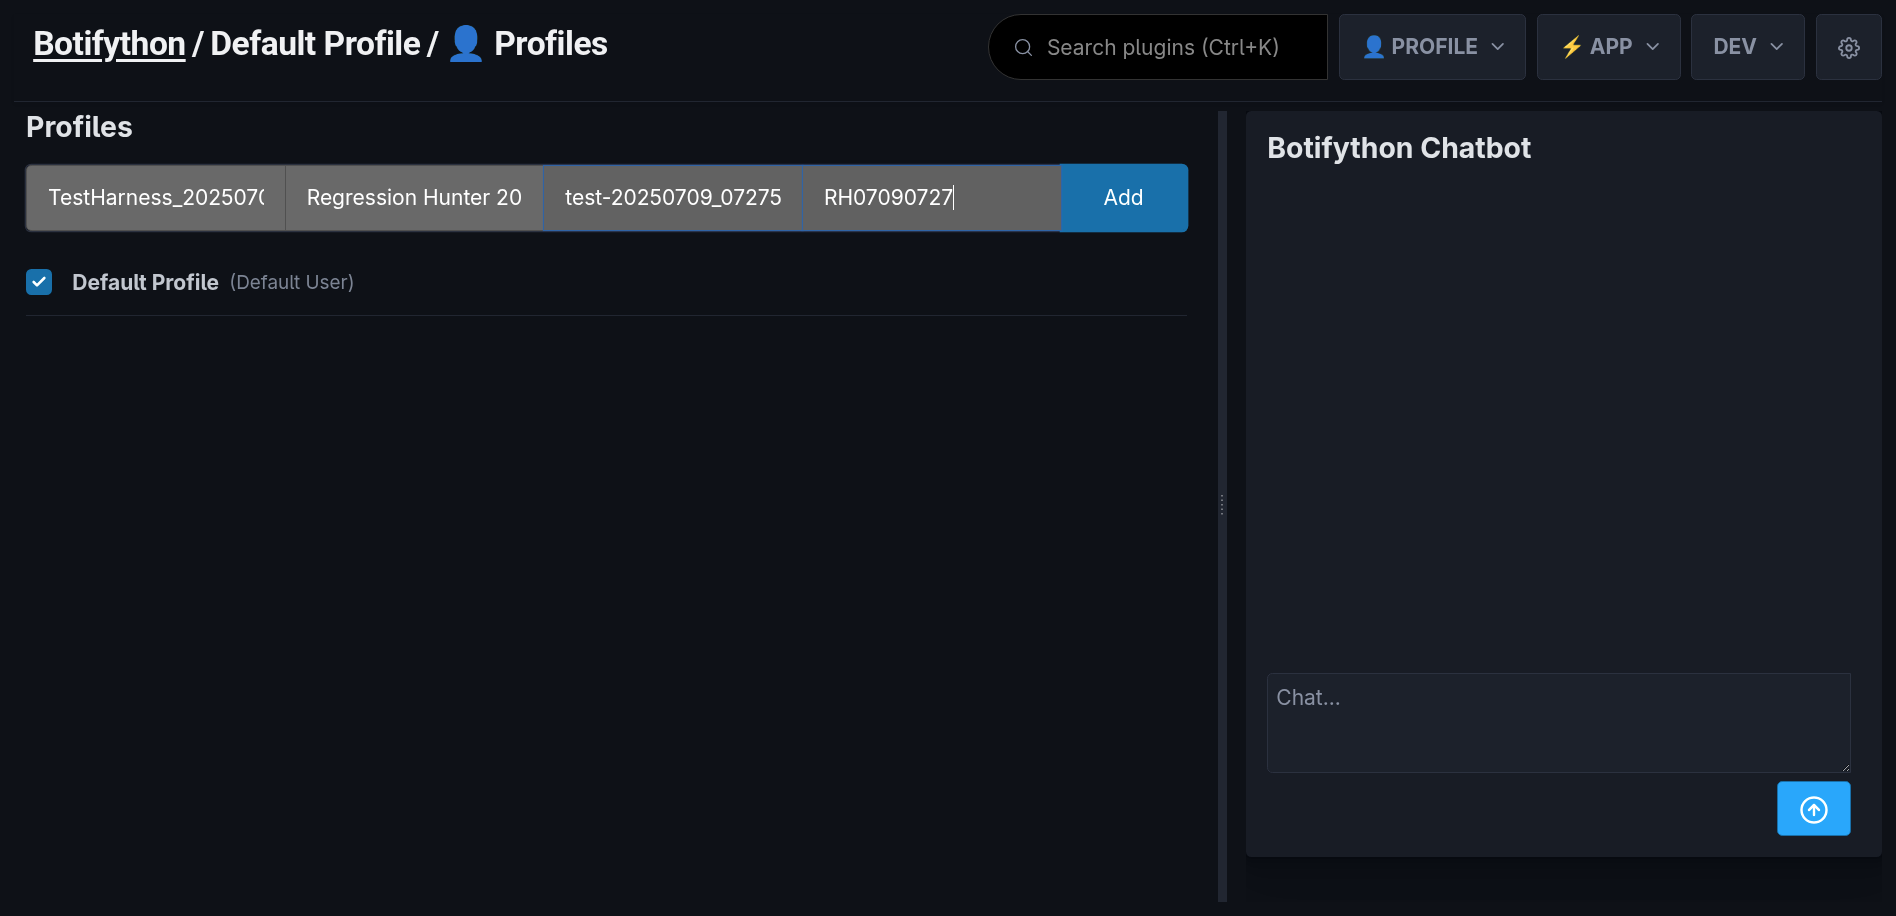 Botifython / Default Profile / 👤 Profiles
Search plugins (Ctrl+K)
👤 PROFILE
⚡ APP
DEV
Profiles
TestHarness_202507
Regression Hunter 20
test-20250709_07275
RH07090727
Add
Default Profile (Default User)
Botifython Chatbot
Chat...